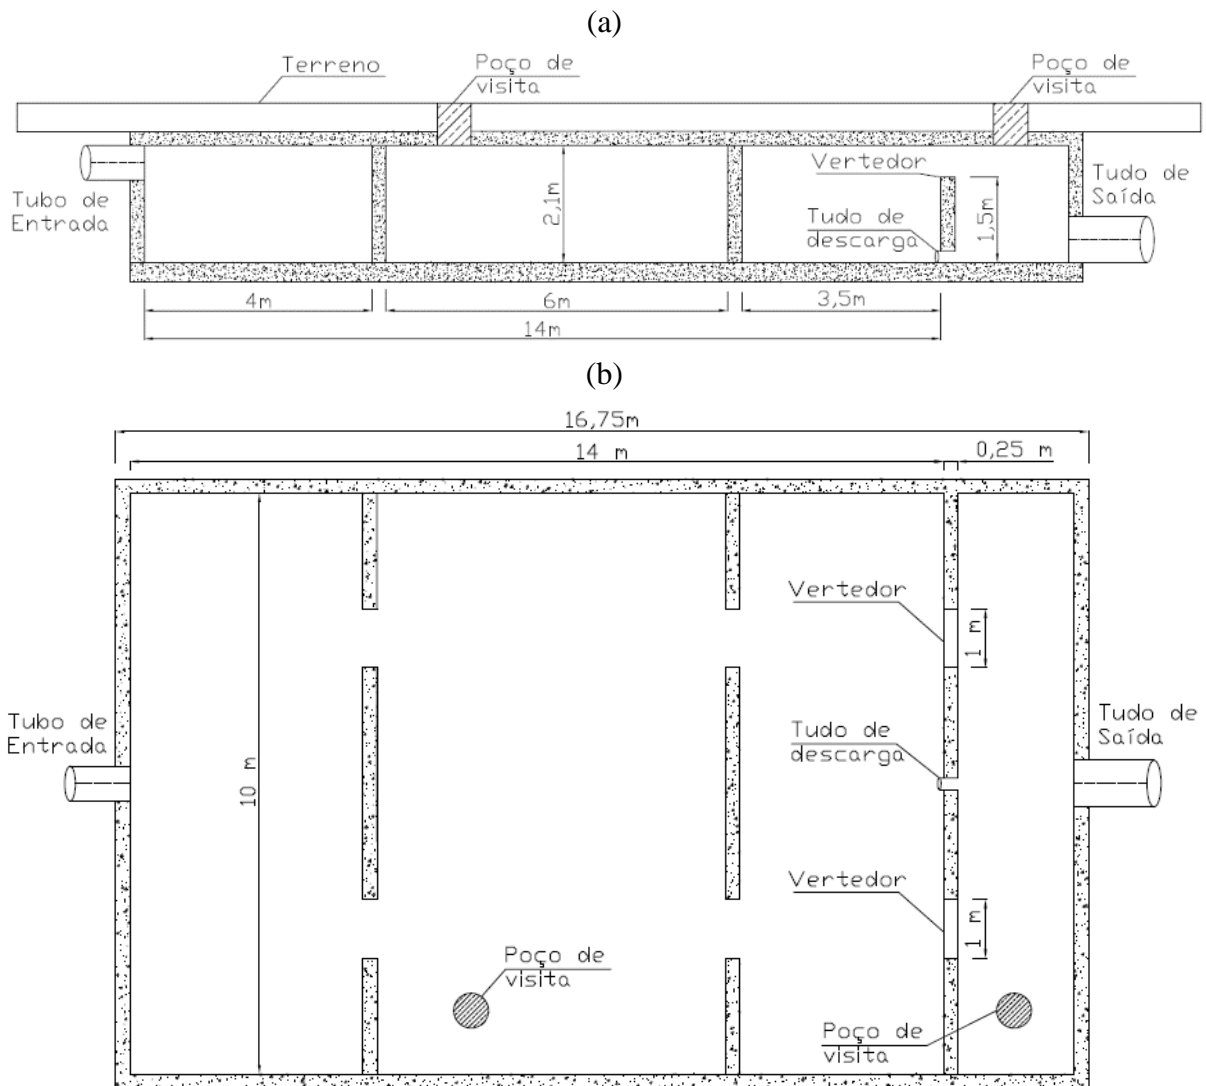 (a)
Terreno
Poço de
visita
Poço de
visita
Vertedor
Tubo de
Entrada
2,1m
Tudo de
descarga
1,5m
Tudo de
Saída
4m
6m
3,5m
14m
(b)
16,75m
14 m
0,25 m
Vertedor
1 m
Tubo de
Entrada
10 m
Tudo de
descarga
Tudo de
Saída
Vertedor
1 m
Poço de
visita
Poço de
visita